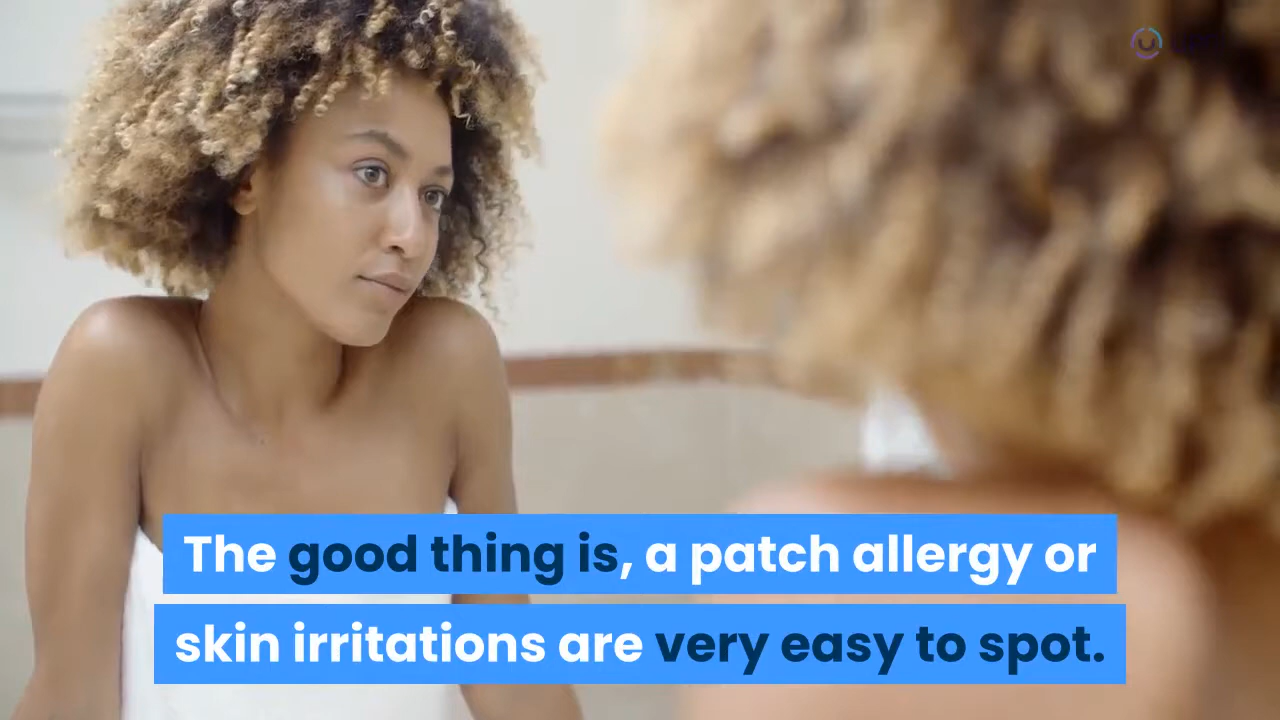 The good thing is, a patch allergy or
skin irritations are very easy to spot.